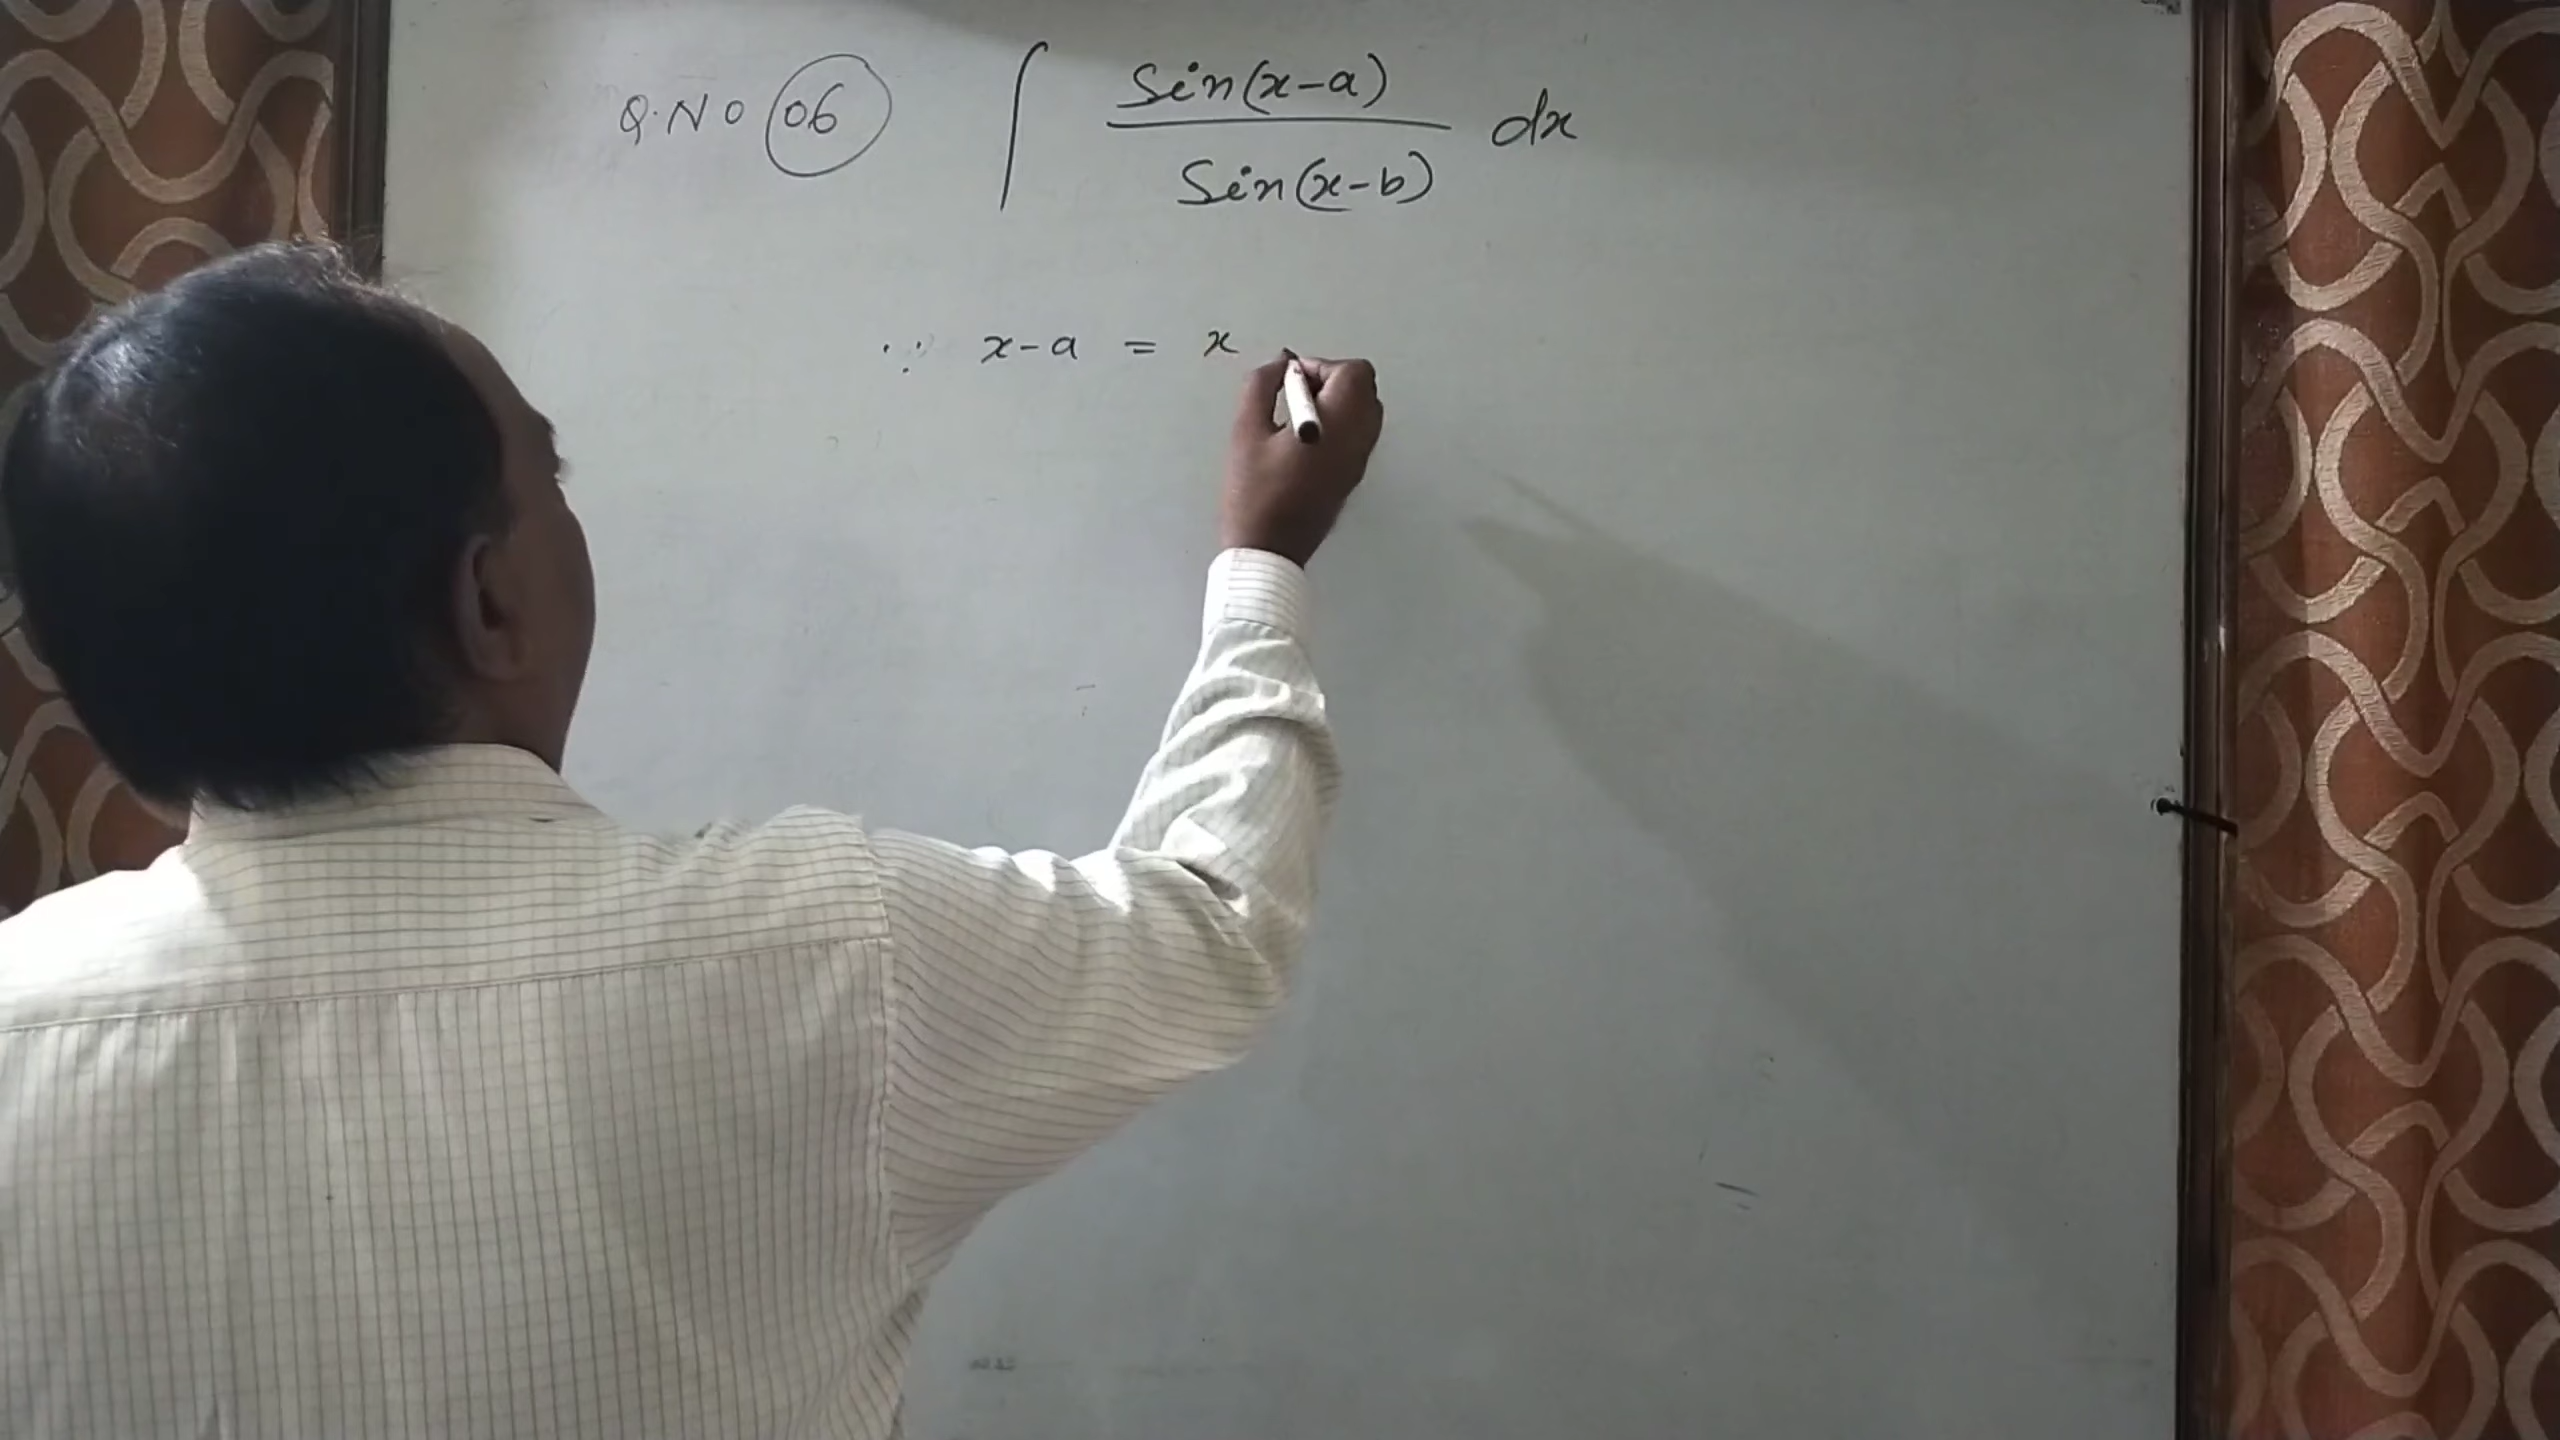 Q.NO 06 ∫ Sin(x-a) / Sin(x-b) dx
∵ x-a = x